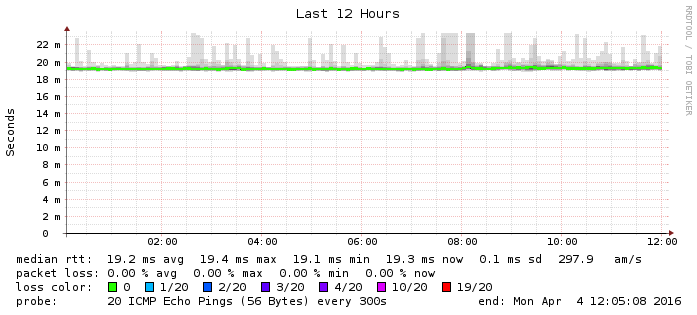 Last 12 Hours
RRDTOOL / TOBI OETIKER
Seconds
22 m
20 m
18 m
16 m
14 m
12 m
10 m
8 m
6 m
4 m
2 m
0
02:00 04:00 06:00 08:00 10:00 12:00
median rtt: 19.2 ms avg 19.4 ms max 19.1 ms min 19.3 ms now 0.1 ms sd 297.9 am/s
packet loss: 0.00 % avg 0.00 % max 0.00 % min 0.00 % now
loss color: 0 1/20 2/20 3/20 4/20 10/20 19/20
probe: 20 ICMP Echo Pings (56 Bytes) every 300s end: Mon Apr 4 12:05:08 2016